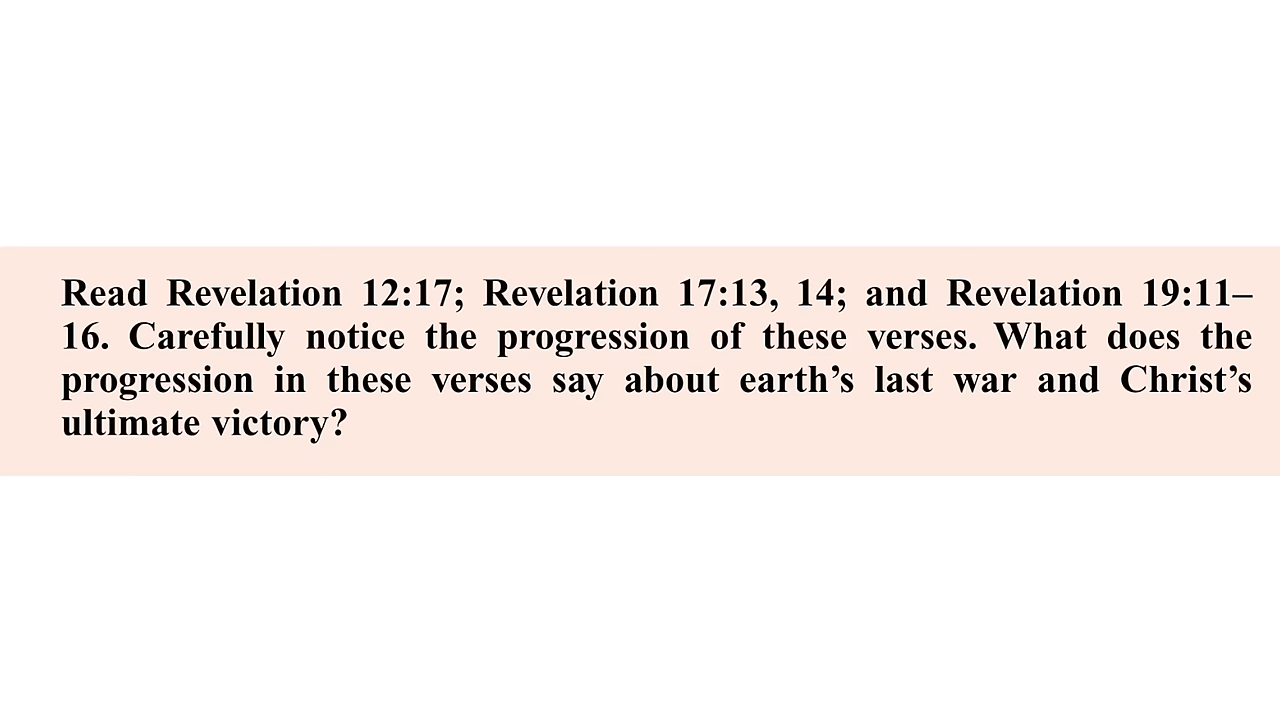 Read Revelation 12:17; Revelation 17:13, 14; and Revelation 19:11–
16. Carefully notice the progression of these verses. What does the
progression in these verses say about earth’s last war and Christ’s
ultimate victory?